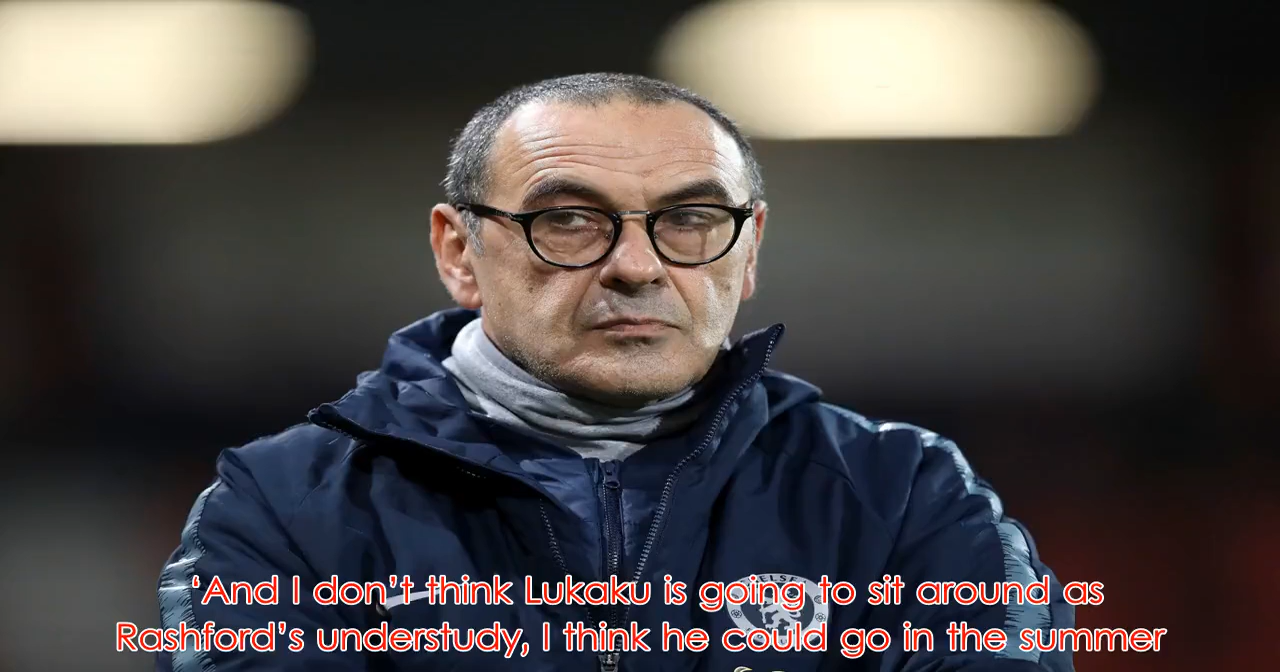 ‘And I don’t think Lukaku is going to sit around as
Rashford’s understudy, I think he could go in the summer